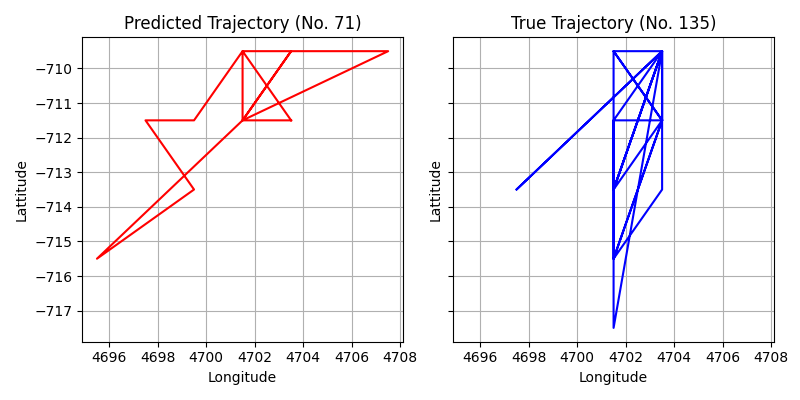 Predicted Trajectory (No. 71)
−710
−711
−712
−713
−714
−715
−716
−717
Lattitude
4696 4698 4700 4702 4704 4706 4708
Longitude
True Trajectory (No. 135)
Lattitude
4696 4698 4700 4702 4704 4706 4708
Longitude